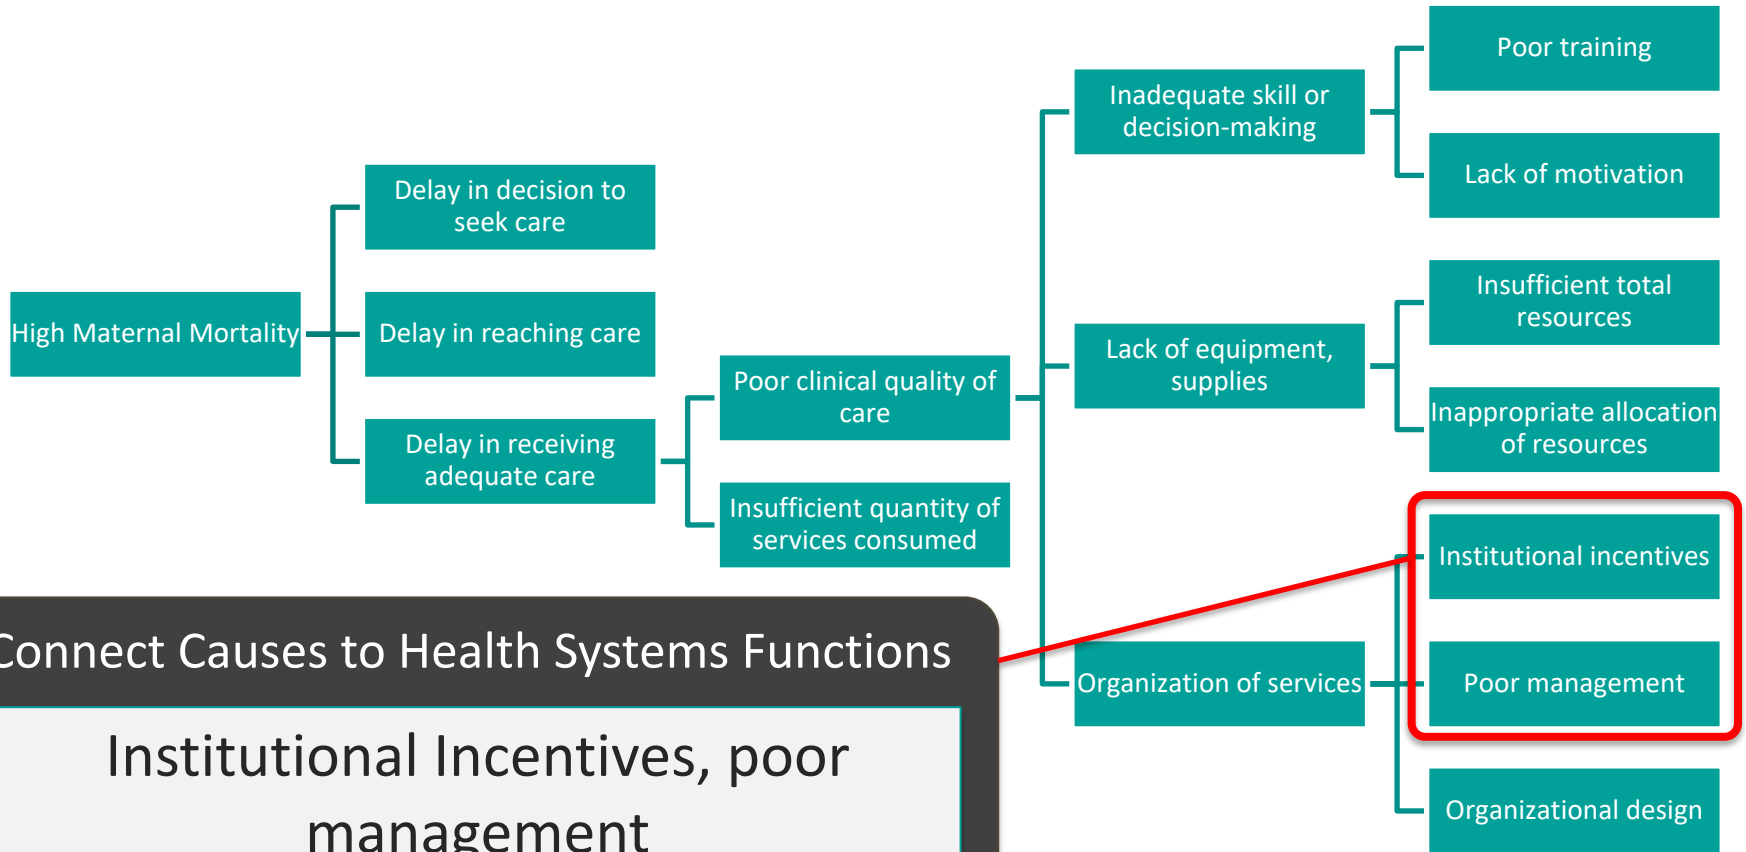 High Maternal Mortality
Delay in decision to
seek care
Delay in reaching care
Delay in receiving
adequate care
Poor clinical quality of
care
Insufficient quantity of
services consumed
Inadequate skill or
decision-making
Lack of equipment,
supplies
Organization of services
Poor training
Lack of motivation
Insufficient total
resources
Inappropriate allocation
of resources
Institutional incentives
Poor management
Organizational design
Connect Causes to Health Systems Functions
Institutional Incentives, poor
management